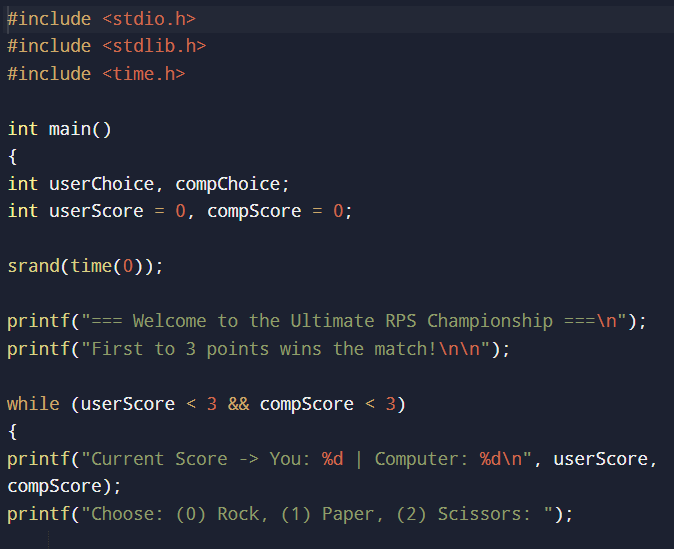 #include <stdio.h>
#include <stdlib.h>
#include <time.h>
int main()
{
int userChoice, compChoice;
int userScore = 0, compScore = 0;
srand(time(0));
printf("=== Welcome to the Ultimate RPS Championship ===\n");
printf("First to 3 points wins the match!\n\n");
while (userScore < 3 && compScore < 3)
{
printf("Current Score -> You: %d | Computer: %d\n", userScore,
compScore);
printf("Choose: (0) Rock, (1) Paper, (2) Scissors: ");